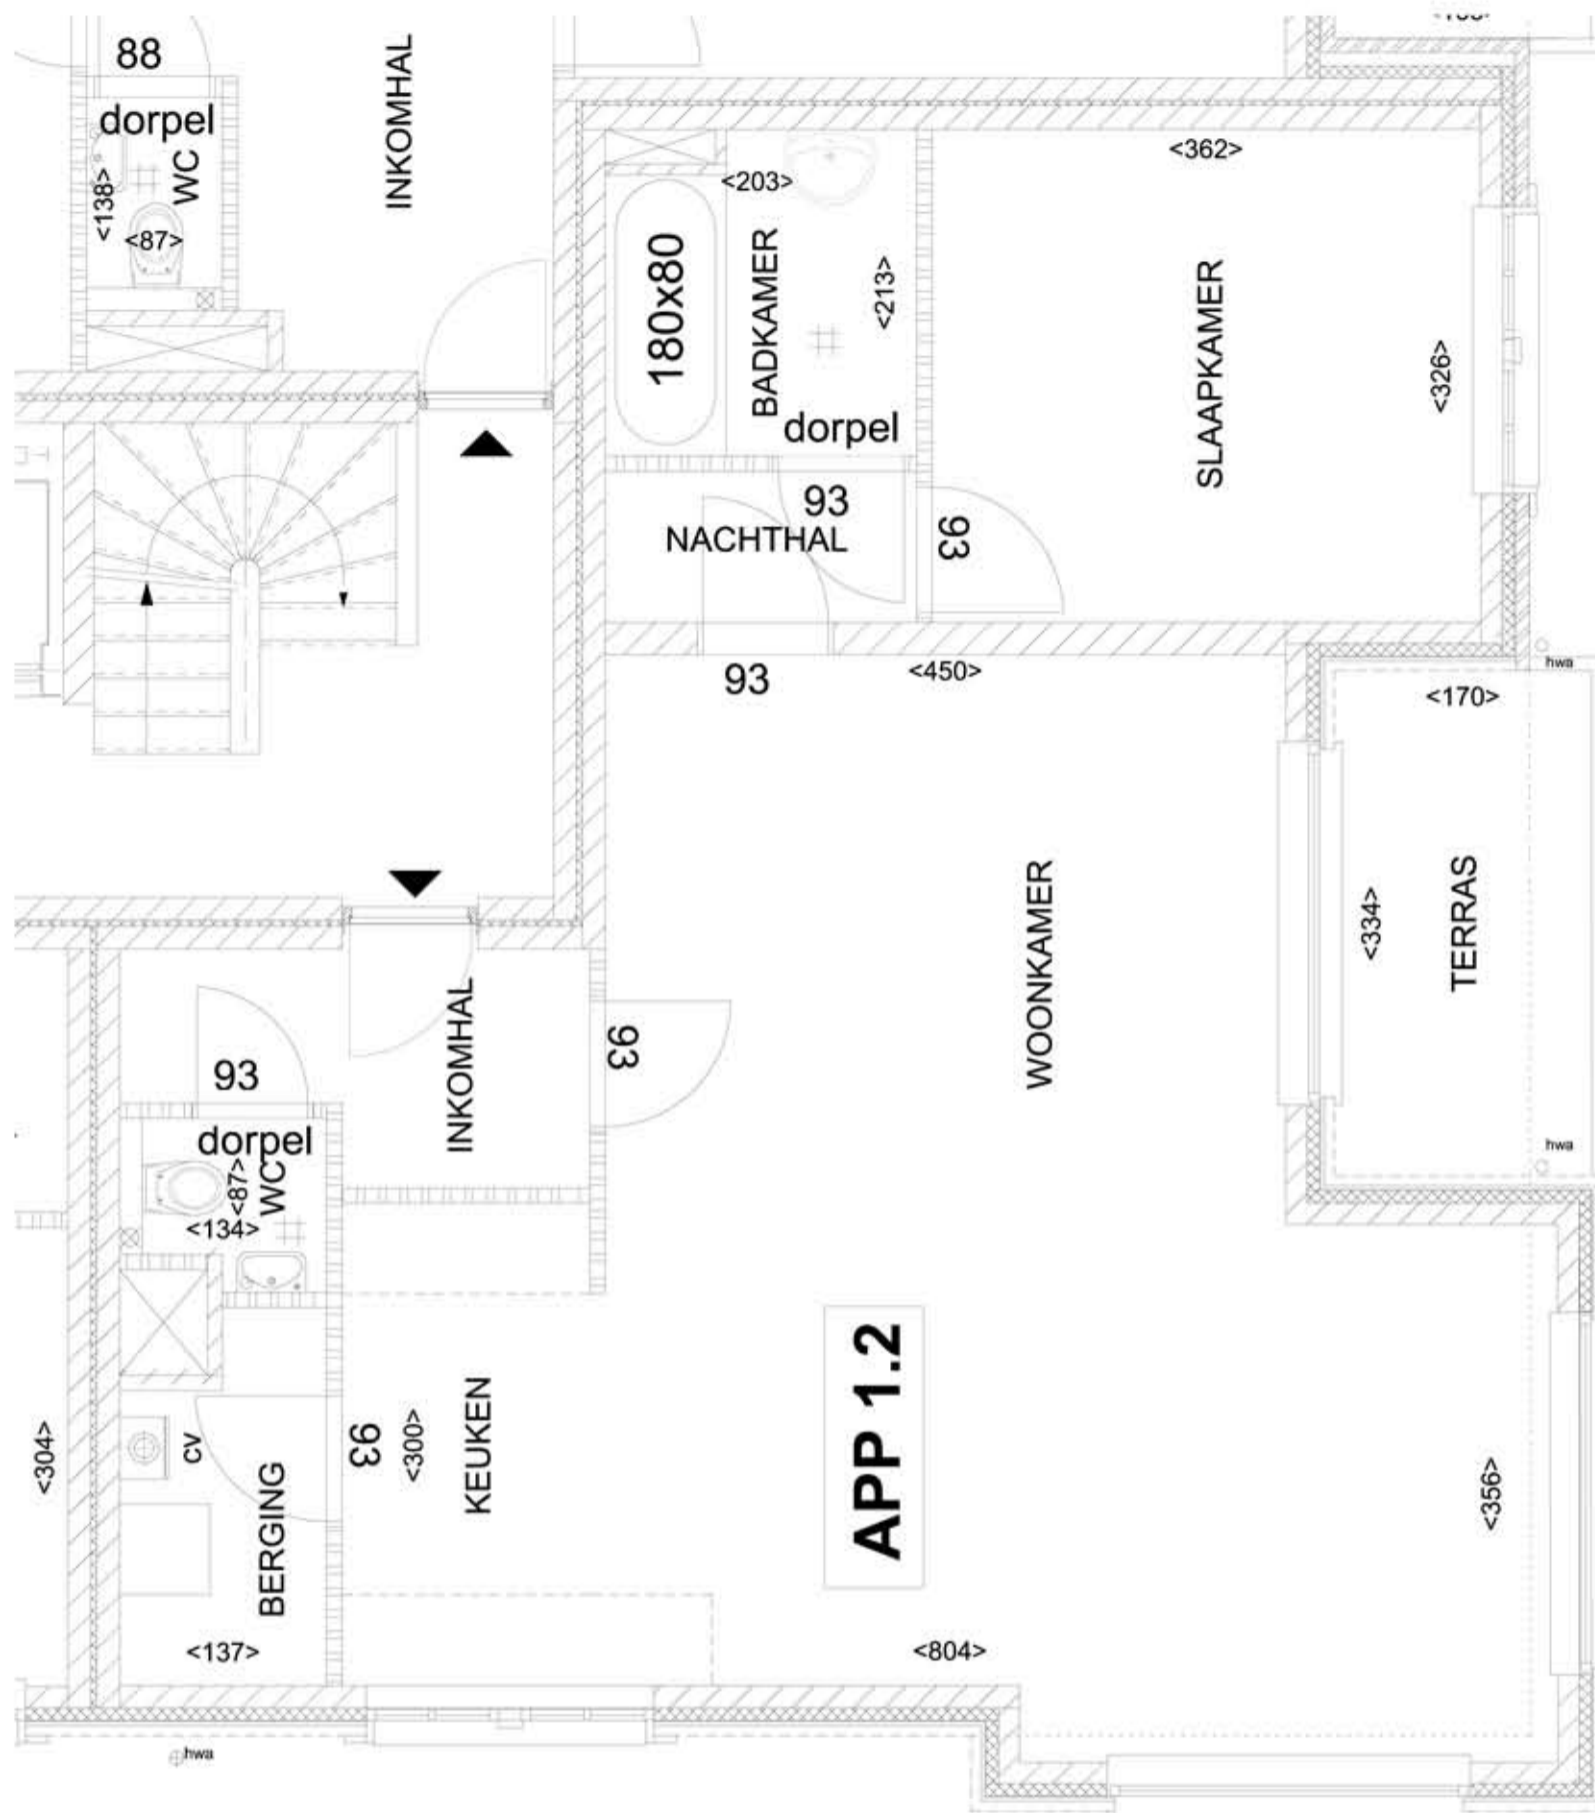 88
dorpel
WC
<138>
<87>
INKOMHAL
<203>
180x80
BADKAMER
<213>
dorpel
<362>
SLAAPKAMER
<326>
93
NACHTHAL
93
93
<450>
hwa
<170>
WOONKAMER
<334>
TERRAS
hwa
INKOMHAL
93
93
dorpel
<87>
WC
<134>
<304>
cv
BERGING
93
<300>
KEUKEN
APP 1.2
<356>
<137>
<804>
hwa